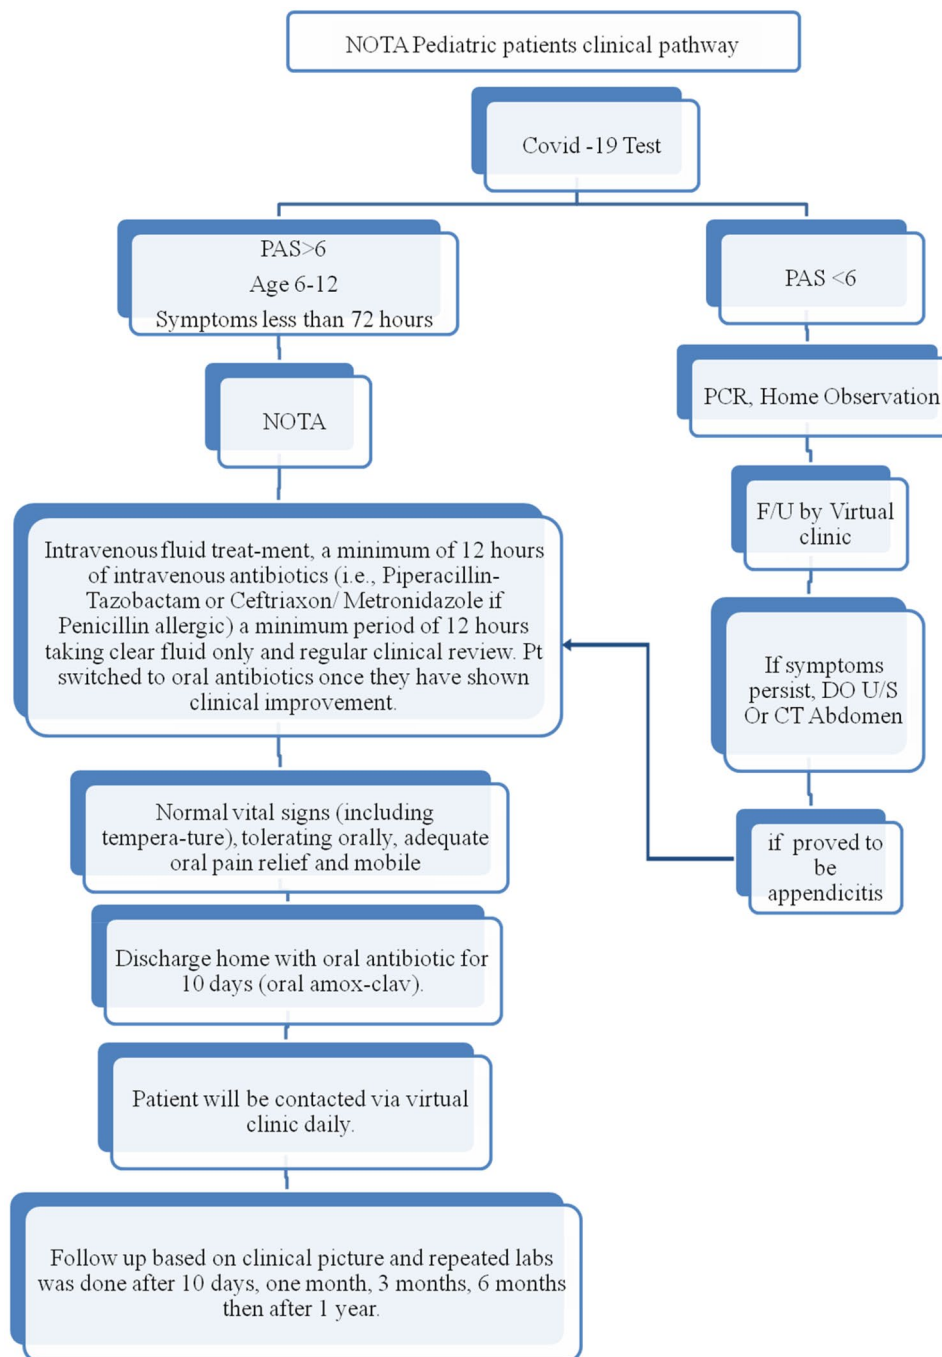 NOTA Pediatric patients clinical pathway
Covid -19 Test
PAS>6
Age 6-12
Symptoms less than 72 hours
PAS <6
NOTA
PCR, Home Observation
F/U by Virtual
clinic
Intravenous fluid treat-ment, a minimum of 12 hours
of intravenous antibiotics (i.e., Piperacillin-
Tazobactam or Ceftriaxon/ Metronidazole if
Penicillin allergic) a minimum period of 12 hours
taking clear fluid only and regular clinical review. Pt
switched to oral antibiotics once they have shown
clinical improvement.
If symptoms
persist, DO U/S
Or CT Abdomen
if proved to
be
appendicitis
Normal vital signs (including
tempera-ture), tolerating orally, adequate
oral pain relief and mobile
Discharge home with oral antibiotic for
10 days (oral amox-clav).
Patient will be contacted via virtual
clinic daily.
Follow up based on clinical picture and repeated labs
was done after 10 days, one month, 3 months, 6 months
then after 1 year.